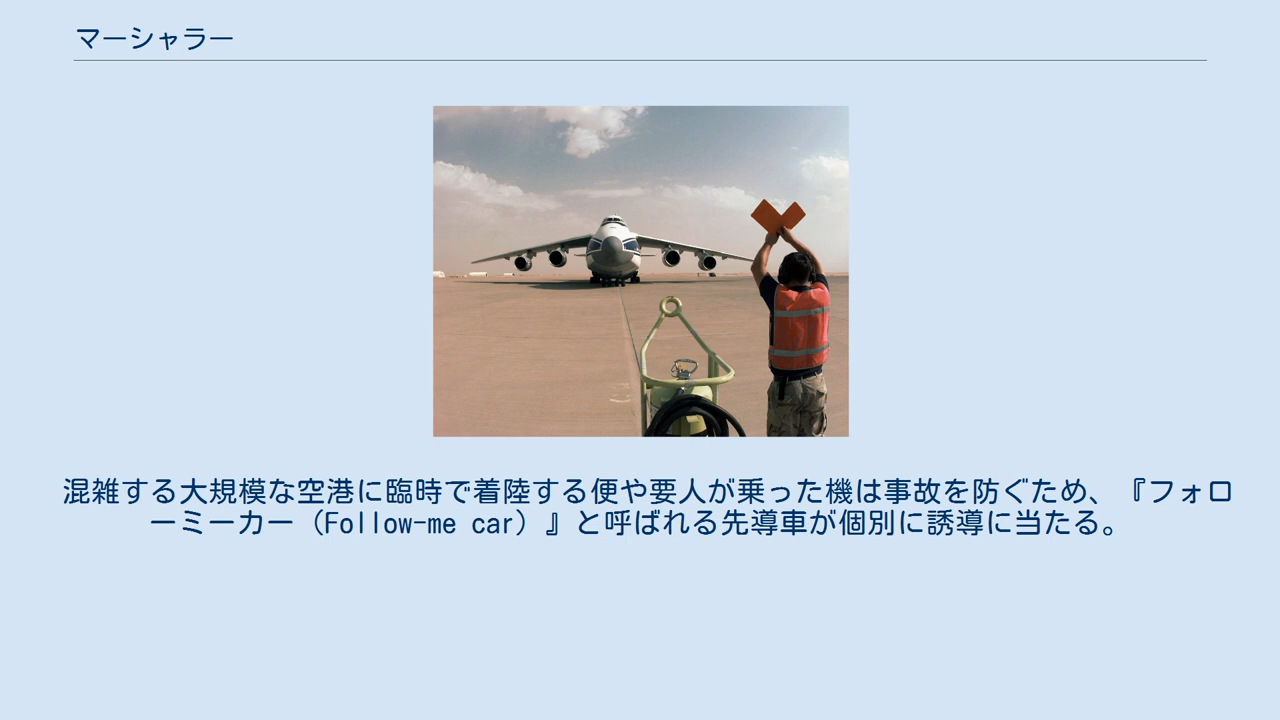 マーシャラー
混雑する大規模な空港に臨時で着陸する便や要人が乗った機は事故を防ぐため、『フォロ
ーミーカー（Follow-me car）』と呼ばれる先導車が個別に誘導に当たる。